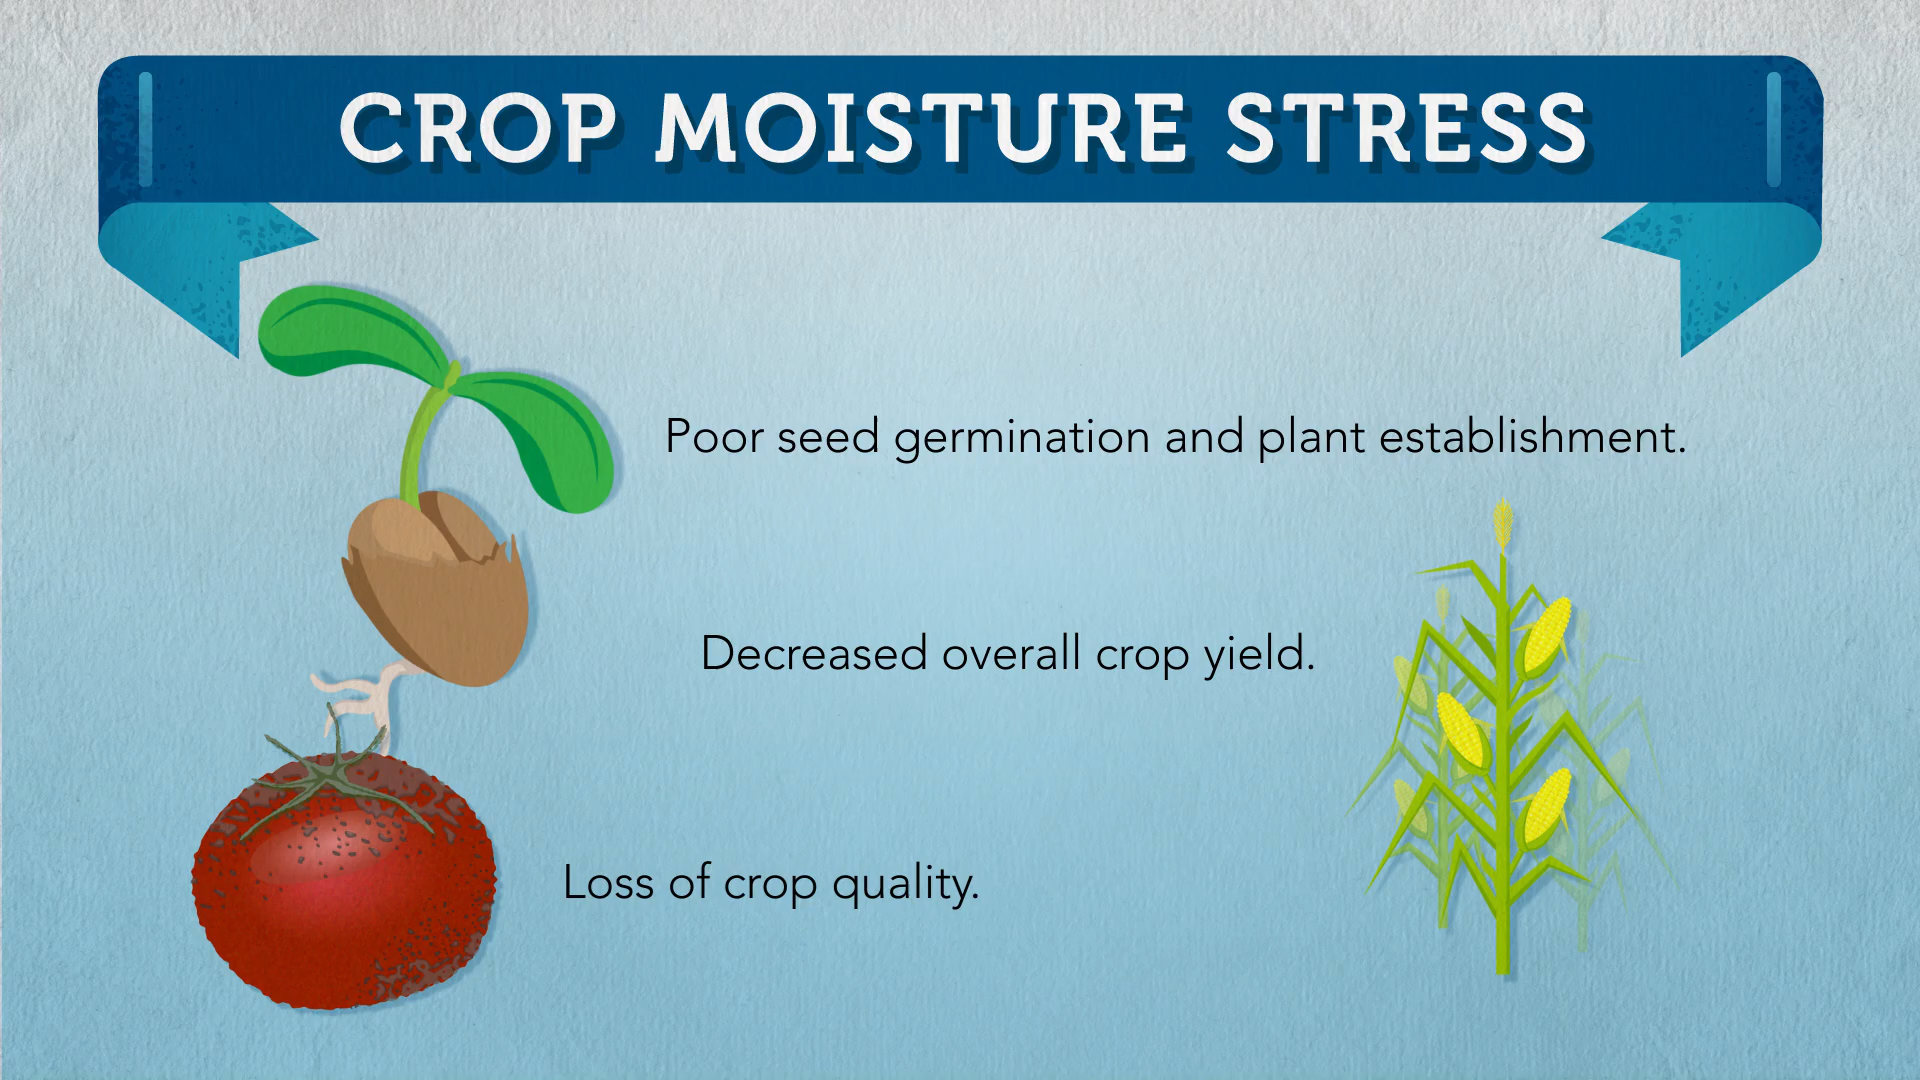 CROP MOISTURE STRESS
Poor seed germination and plant establishment.
Decreased overall crop yield.
Loss of crop quality.